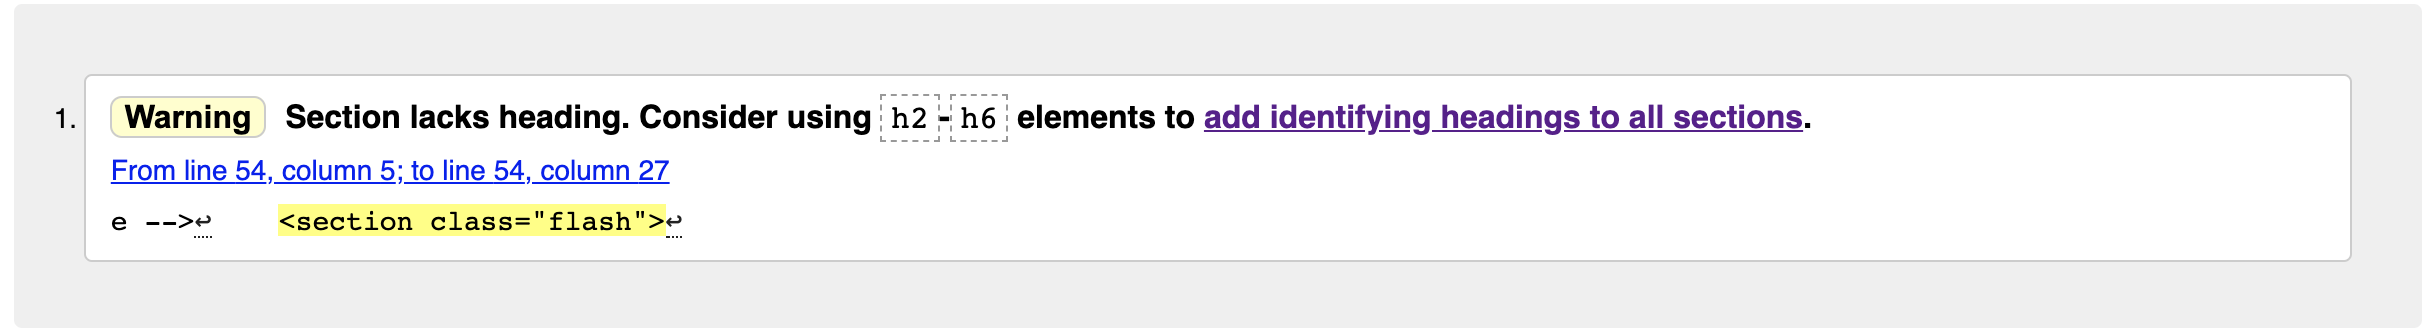 1. Warning Section lacks heading. Consider using h2-h6 elements to add identifying headings to all sections.
From line 54, column 5; to line 54, column 27
e -->↩    <section class="flash">↩